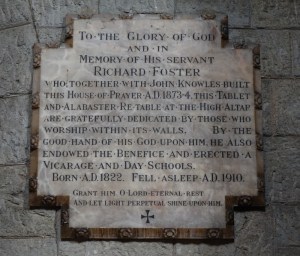 To the Glory of God
and in
Memory of His servant
Richard Foster
who, together with John Knowles built
this House of Prayer A.D. 1873-4, this Tablet
and Alabaster Re-table at the High Altar
are gratefully dedicated by those who
worship within its walls. By the
good hand of his God upon him, he also
endowed the Benefice and erected a
Vicarage and Day Schools.
Born A.D. 1822. Fell asleep A.D. 1910.
Grant him O Lord eternal rest
and let light perpetual shine upon him.